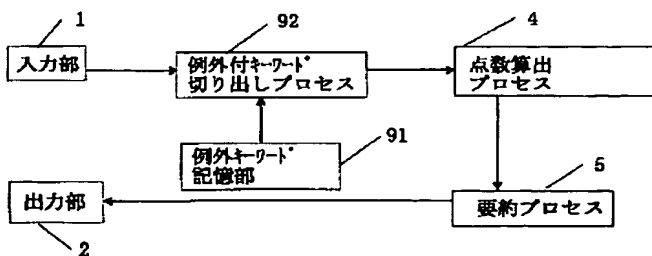 1
92
4
入力部
例外付キーワード
切り出しプロセス
点数算出
プロセス
例外キーワード
記憶部
91
5
出力部
要約プロセス
2